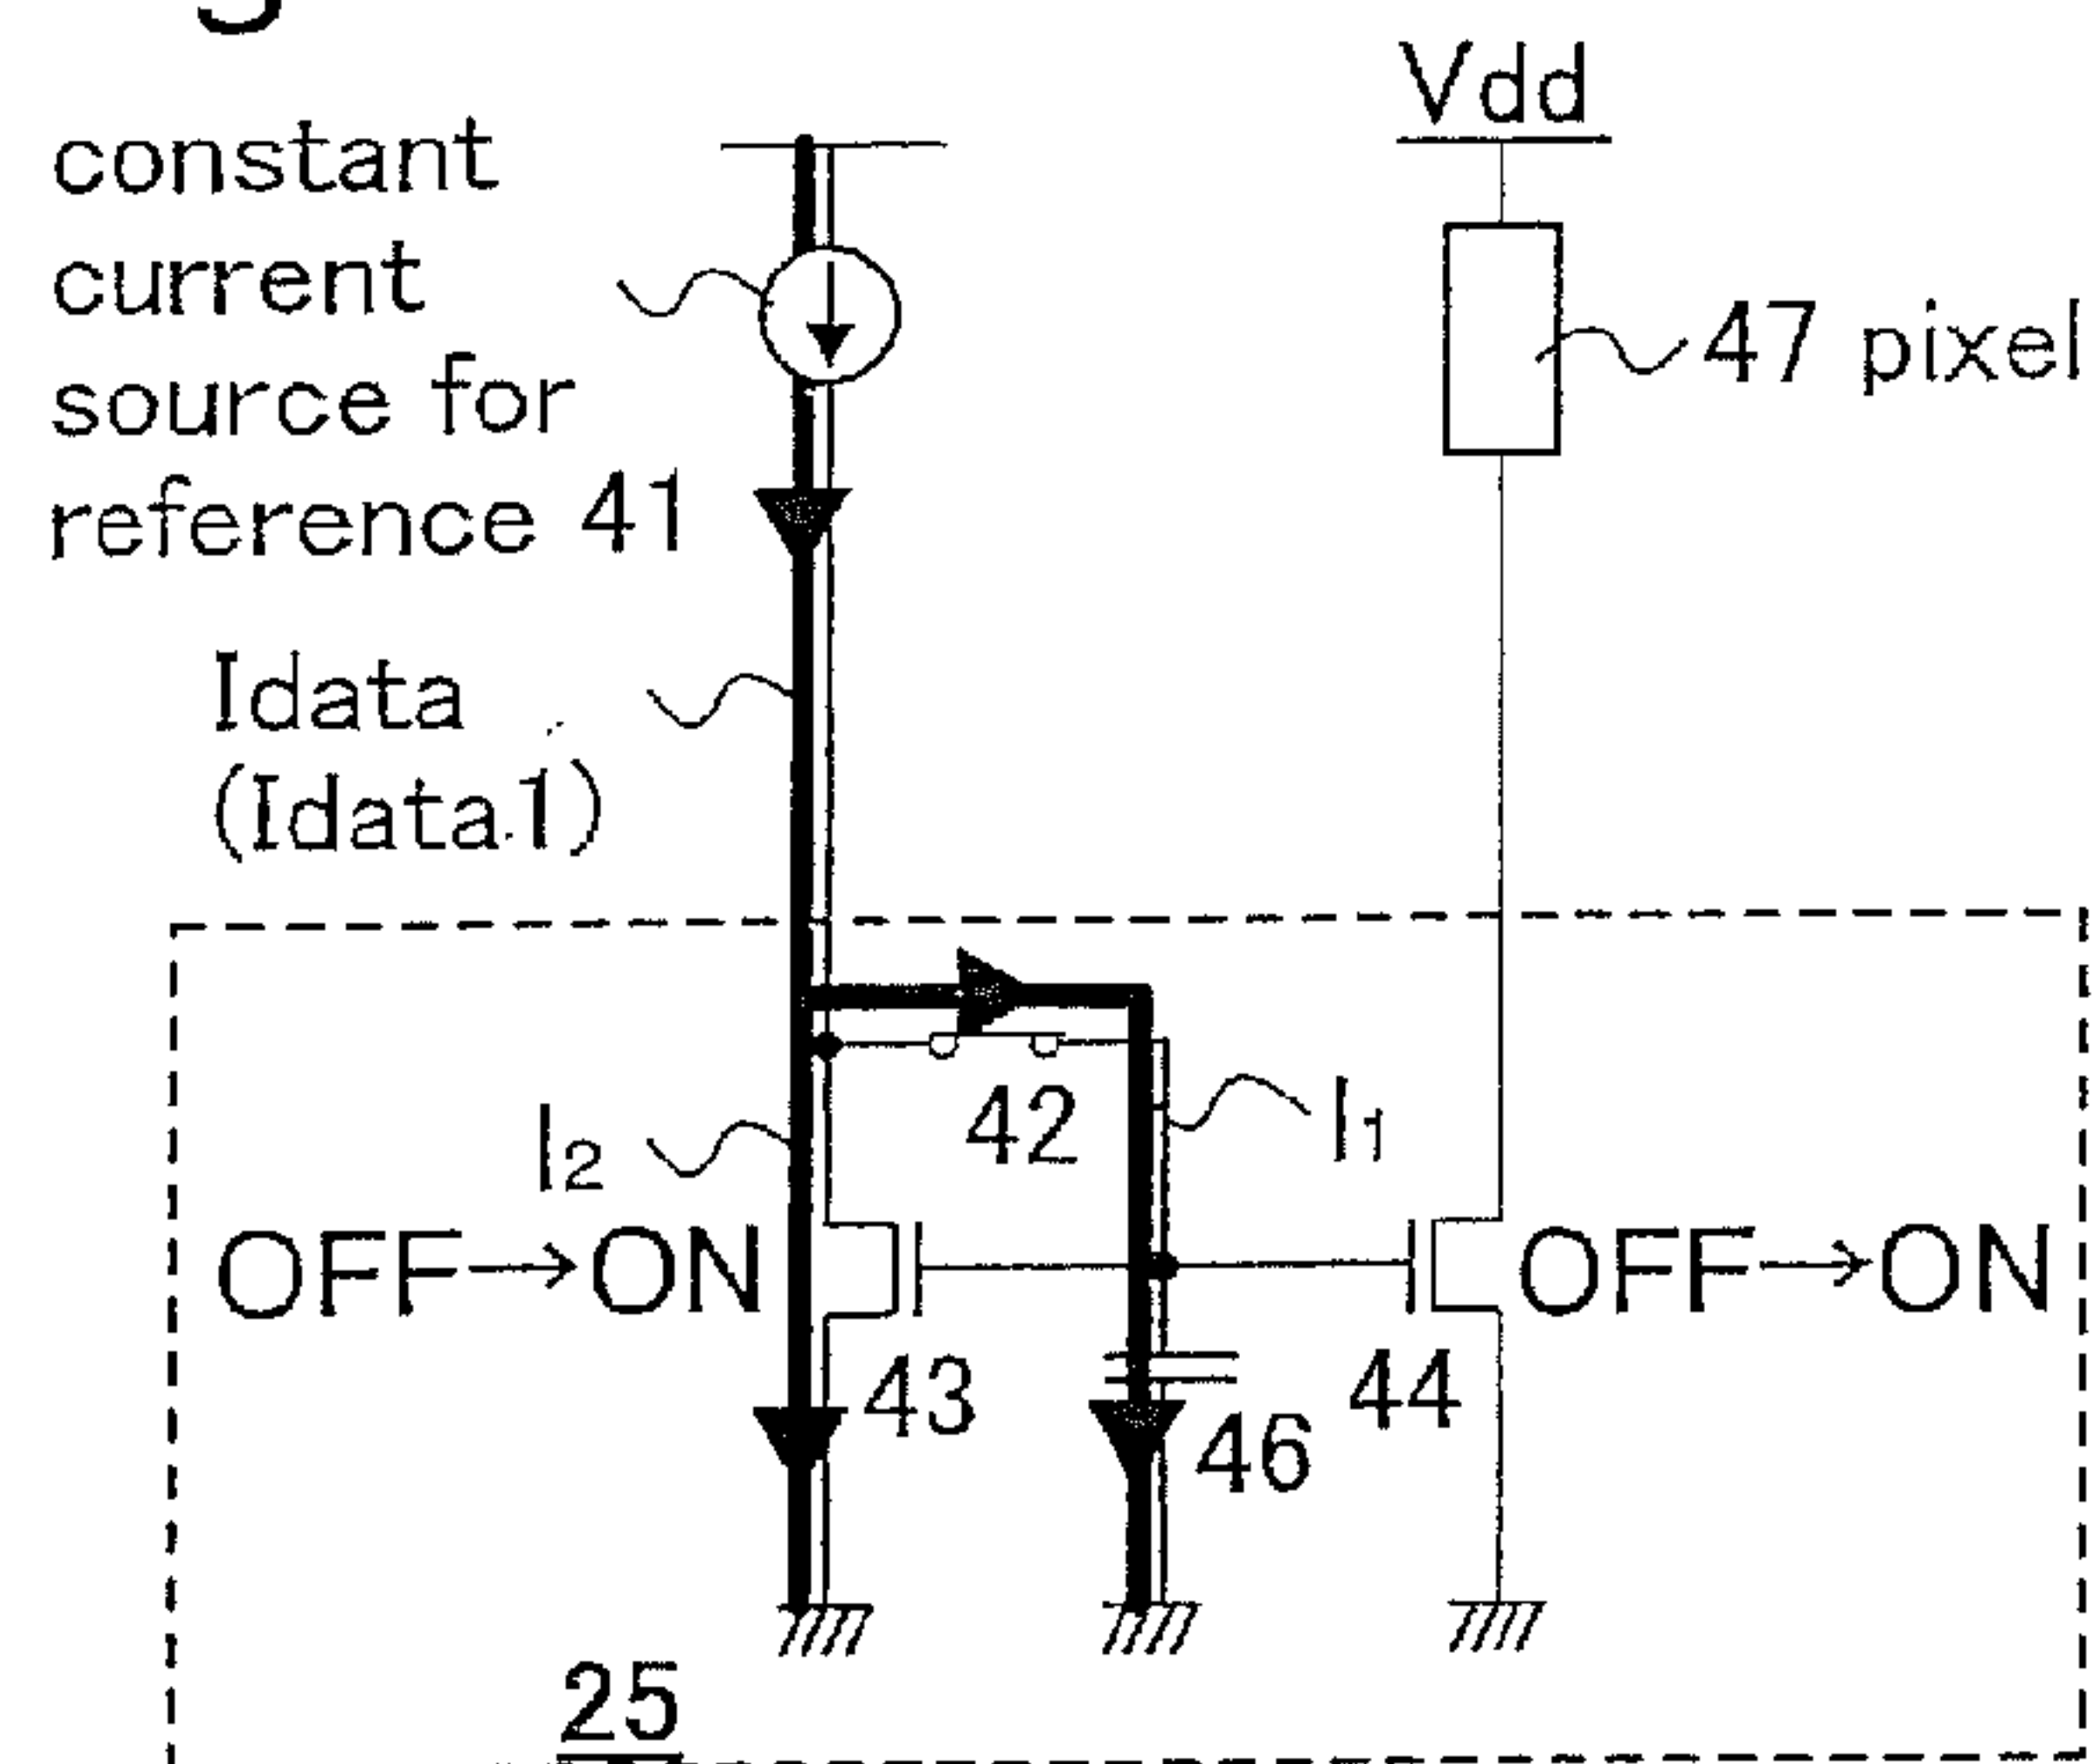 constant
current
source for
reference 41
Vdd
47 pixel
Idata
(Idata1)
I2
42
I1
OFF→ON
OFF→ON
43
44
46
25